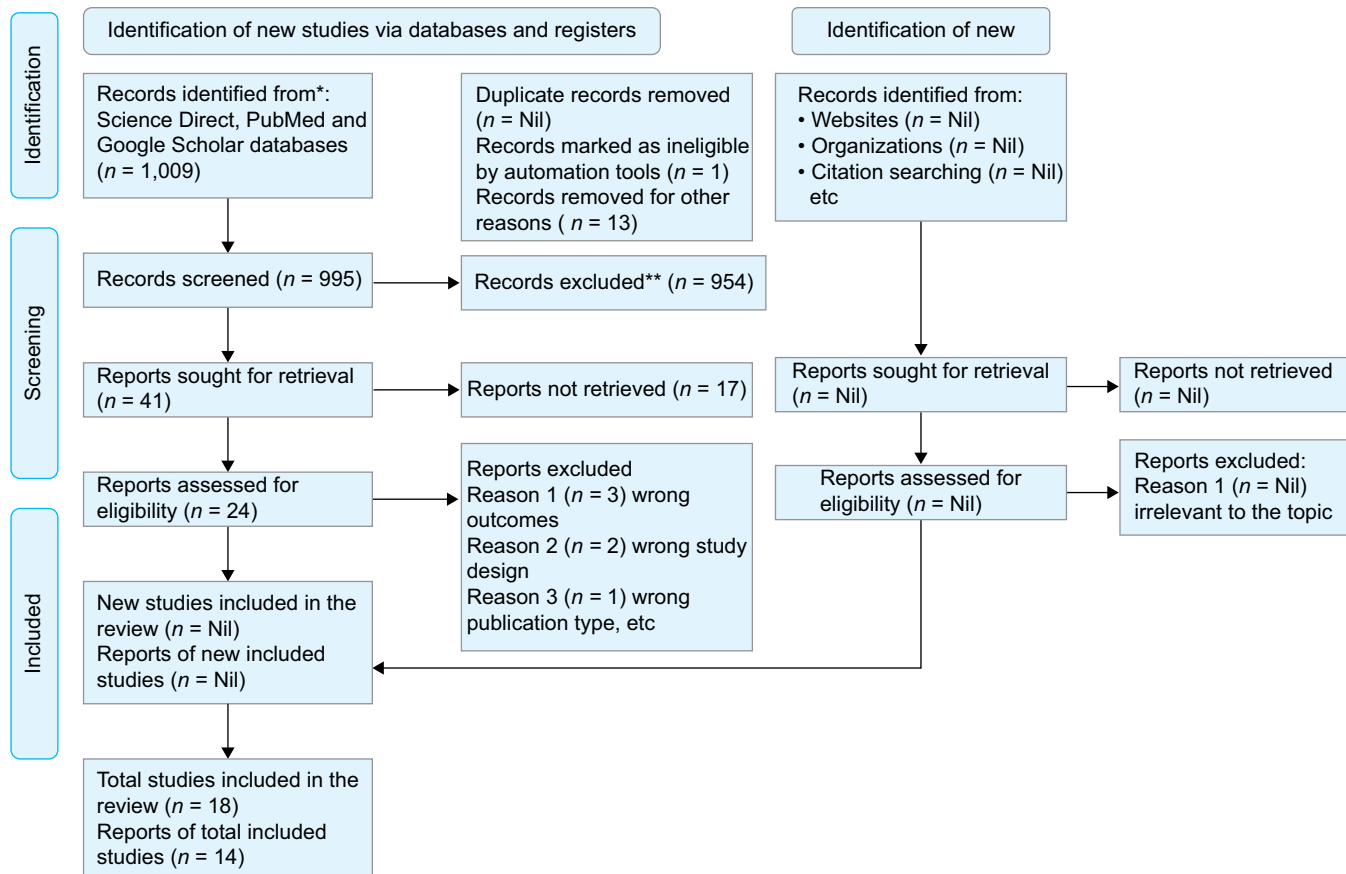 Identification
Identification of new studies via databases and registers
Identification of new
Records identified from*:
Science Direct, PubMed and
Google Scholar databases
(n = 1,009)
Duplicate records removed
(n = Nil)
Records marked as ineligible
by automation tools (n = 1)
Records removed for other
reasons ( n = 13)
Records identified from:
• Websites (n = Nil)
• Organizations (n = Nil)
• Citation searching (n = Nil)
etc
Screening
Records screened (n = 995)
Records excluded** (n = 954)
Reports sought for retrieval
(n = 41)
Reports not retrieved (n = 17)
Reports sought for retrieval
(n = Nil)
Reports not retrieved
(n = Nil)
Reports assessed for
eligibility (n = 24)
Reports excluded
Reason 1 (n = 3) wrong
outcomes
Reason 2 (n = 2) wrong study
design
Reason 3 (n = 1) wrong
publication type, etc
Reports assessed for
eligibility (n = Nil)
Reports excluded:
Reason 1 (n = Nil)
irrelevant to the topic
Included
New studies included in the
review (n = Nil)
Reports of new included
studies (n = Nil)
Total studies included in the
review (n = 18)
Reports of total included
studies (n = 14)